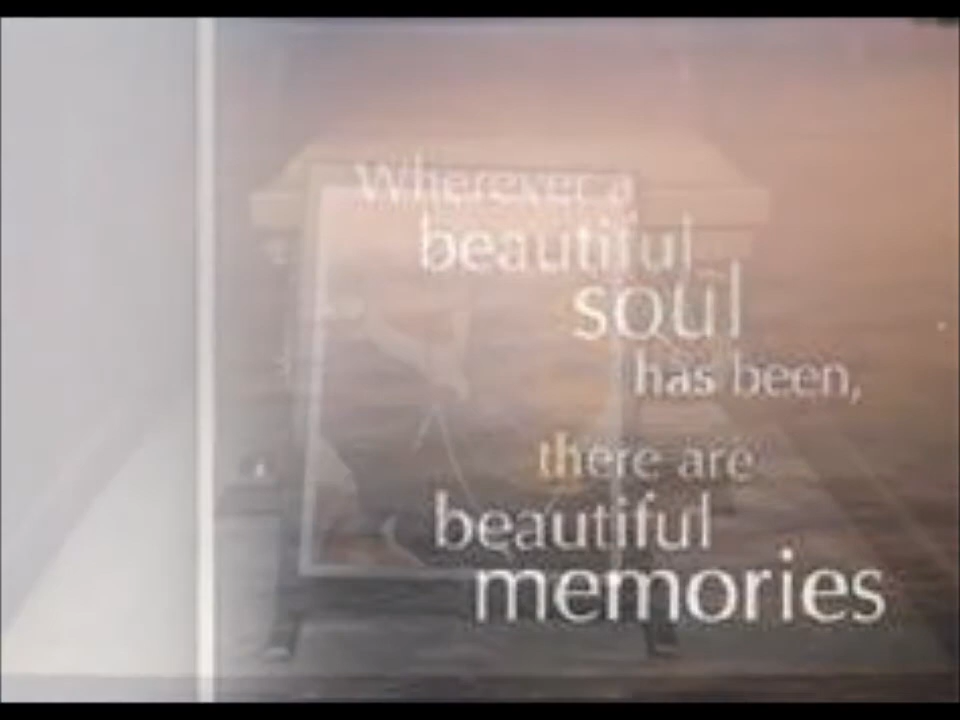 Wherever a
beautiful
soul
has been,
there are
beautiful
memories